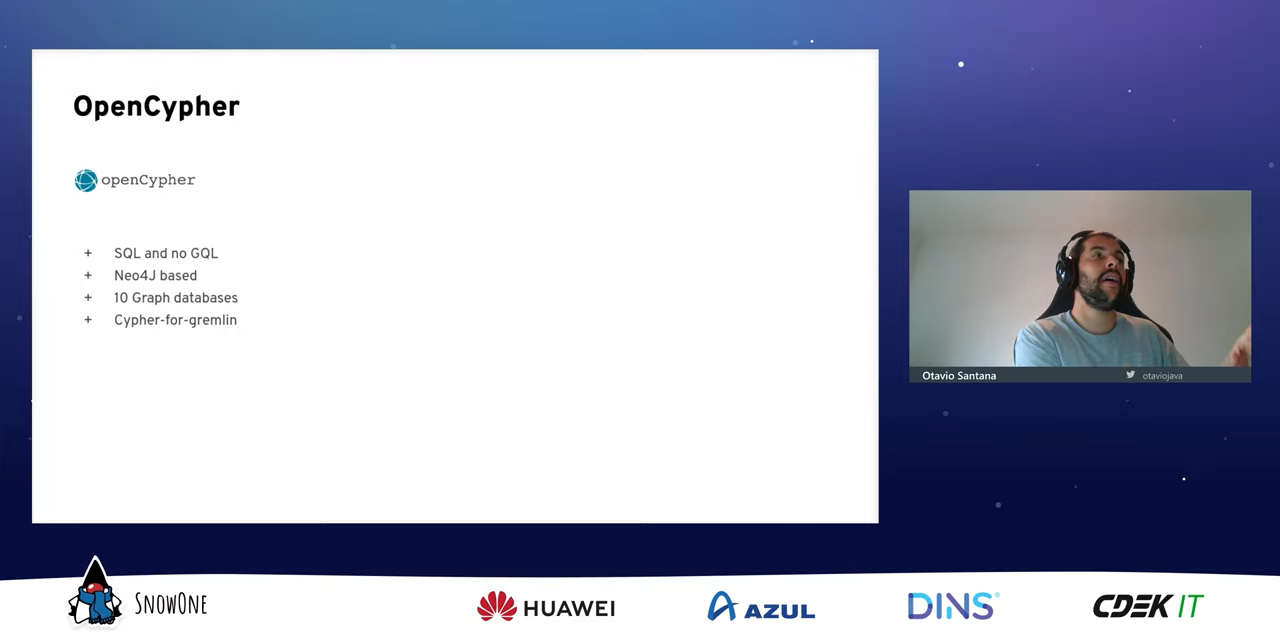 OpenCypher
openCypher
+ SQL and no GQL
+ Neo4J based
+ 10 Graph databases
+ Cypher-for-gremlin
Otavio Santana
otaviojava
SNOWONE
HUAWEI
AZUL
DINS
CDEK IT